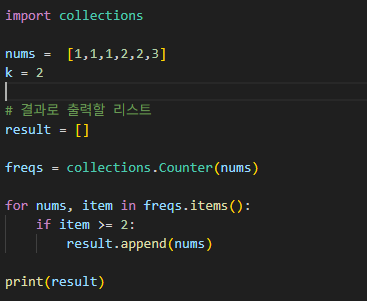 import collections
nums =  [1,1,1,2,2,3]
k = 2
# 결과로 출력할 리스트
result = []
freqs = collections.Counter(nums)
for nums, item in freqs.items():
    if item >= 2:
        result.append(nums)
print(result)